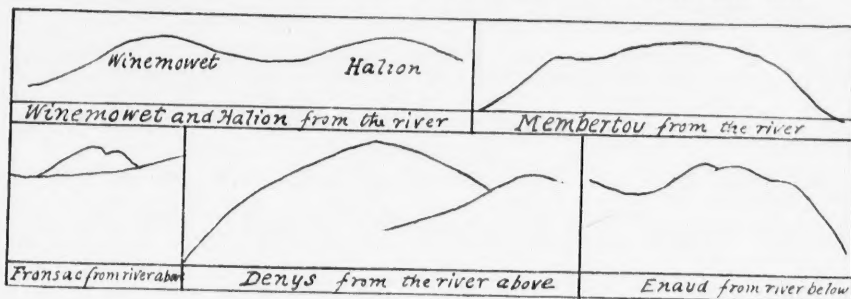 Winemowet
Halion
Winemowet and Halion from the river
Membertou from the river
Fronsac from river above
Denys from the river above
Enaud from river below